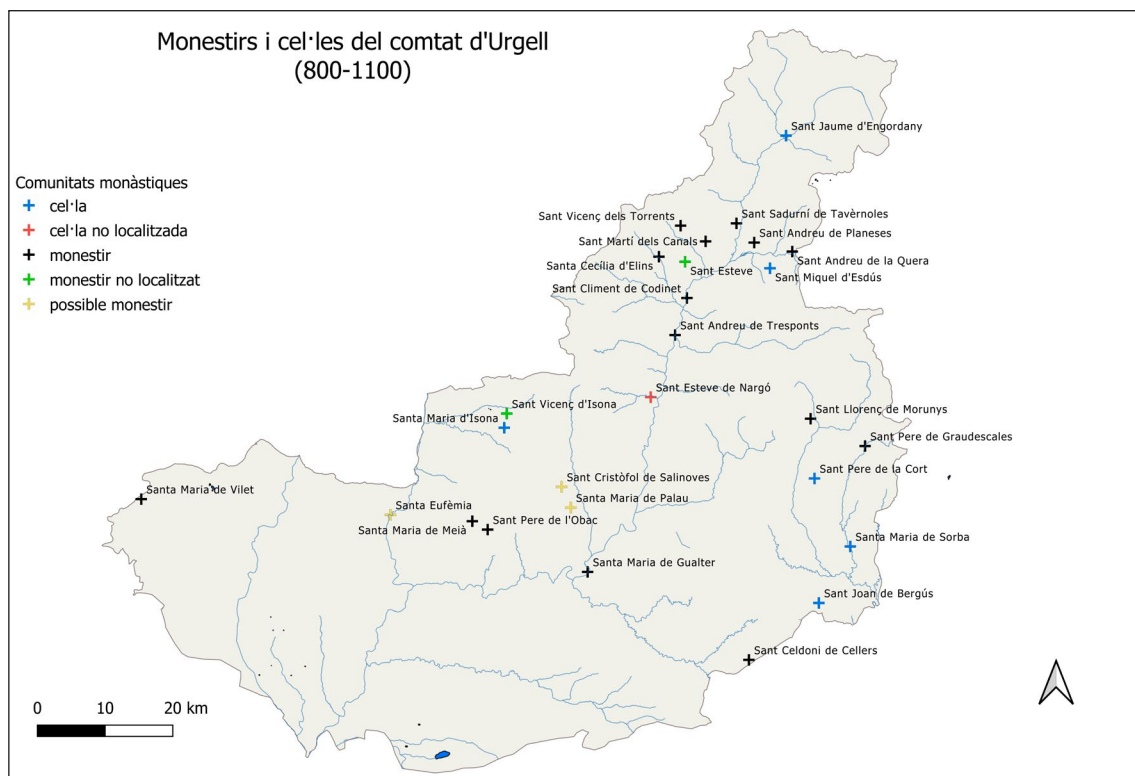 Monestirs i cel·les del comtat d'Urgell
(800-1100)
Comunitats monàstiques
cel·la
cel·la no localitzada
monestir
monestir no localitzat
possible monestir
Sant Jaume d'Engordany
Sant Vicenç dels Torrents
Sant Sadurní de Tavèrnoles
Sant Martí dels Canals
Sant Andreu de Planeses
Santa Cecília d'Elins
Sant Esteve
Sant Andreu de la Quera
Sant Miquel d'Esdús
Sant Climent de Codinet
Sant Andreu de Tresponts
Sant Esteve de Nargó
Sant Vicenç d'Isona
Santa Maria d'Isona
Sant Llorenç de Morunys
Sant Pere de Graudescales
Sant Cristòfol de Salinoves
Sant Pere de la Cort
Santa Maria de Vilet
Santa Maria de Palau
Santa Eufèmia
Santa Maria de Meià
Sant Pere de l'Obac
Santa Maria de Sorba
Santa Maria de Gualter
Sant Joan de Bergús
Sant Celdoni de Cellers
0 10 20 km